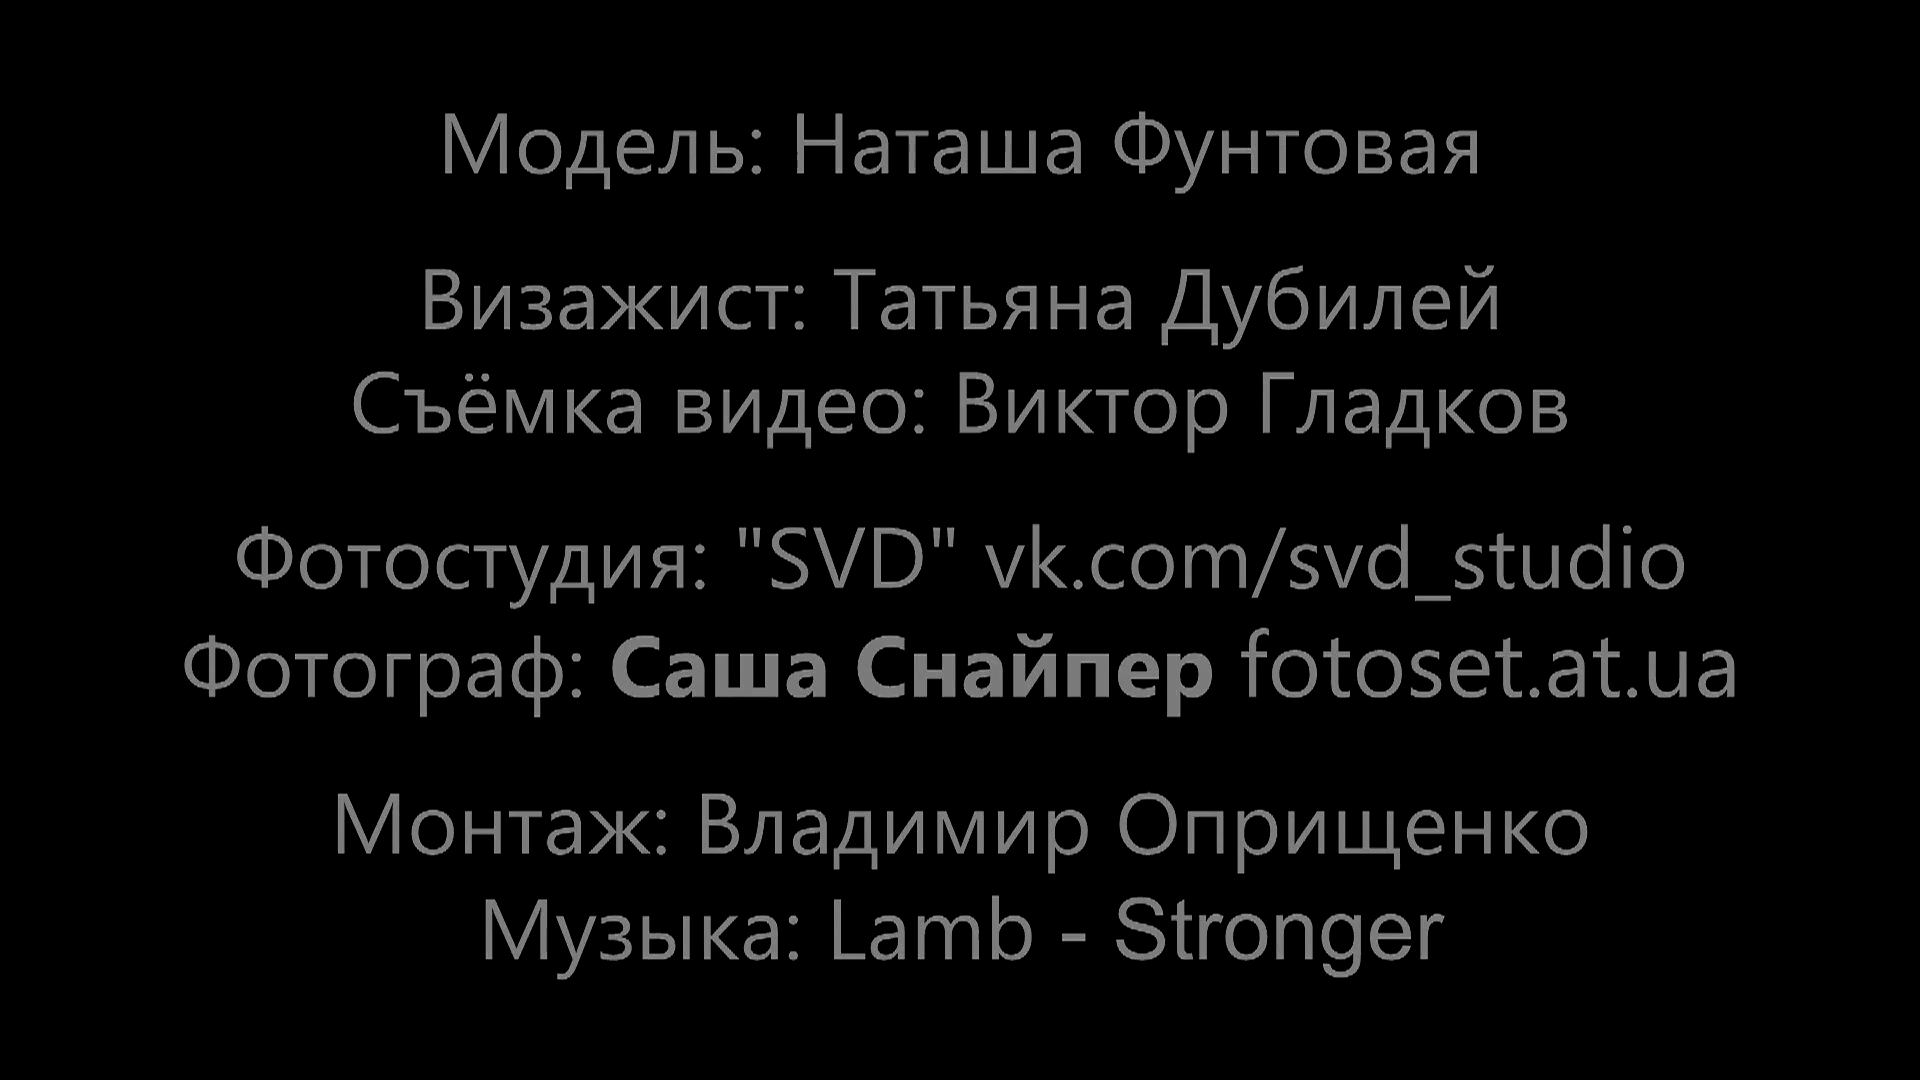 Модель: Наташа Фунтовая
Визажист: Татьяна Дубилей
Съёмка видео: Виктор Гладков
Фотостудия: "SVD" vk.com/svd_studio
Фотограф: Саша Снайпер fotoset.at.ua
Монтаж: Владимир Оприщенко
Музыка: Lamb - Stronger